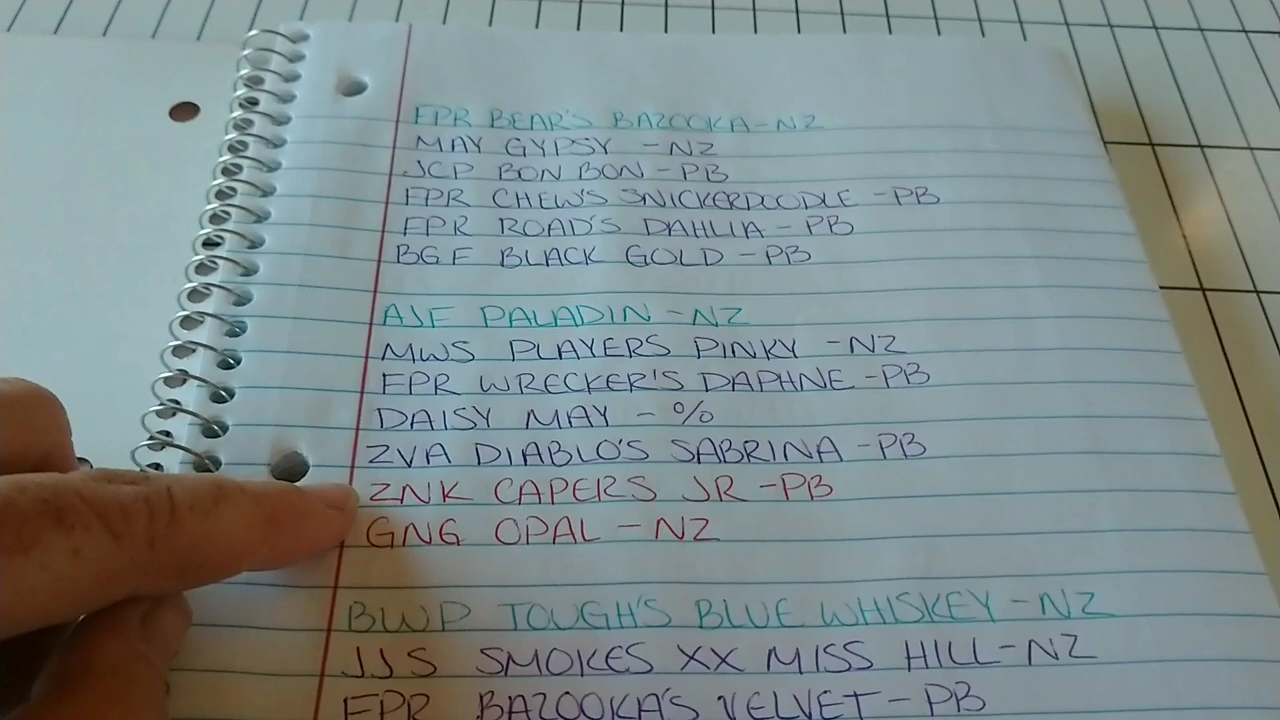 FPR BEAR'S BAZOOKA-NZ
MAY GYPSY -NZ
JCP BON BON-PB
FPR CHEW'S SNICKERDOODLE -PB
FPR ROAD'S DAHLIA - PB
BGF BLACK GOLD -PB
AJF PALADIN -NZ
MWS PLAYERS PINKY -NZ
FPR WRECKER'S DAPHNE -PB
DAISY MAY - %
ZVA DIABLO'S SABRINA -PB
ZNK CAPERS JR -PB
GNG OPAL - NZ
BWP TOUGH'S BLUE WHISKEY -NZ
JJS SMOKES XX MISS HILL-NZ
FPR BAZOOKA'S VELVET- PB